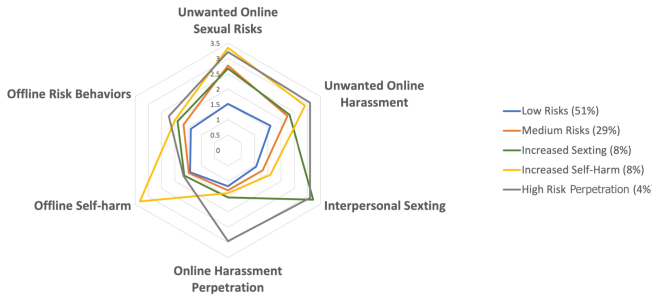 Unwanted Online
Sexual Risks
3.5
3
2.5
2
1.5
1
0.5
0
Unwanted Online
Harassment
Interpersonal Sexting
Online Harassment
Perpetration
Offline Self-harm
Offline Risk Behaviors
Low Risks (51%)
Medium Risks (29%)
Increased Sexting (8%)
Increased Self-Harm (8%)
High Risk Perpetration (4%